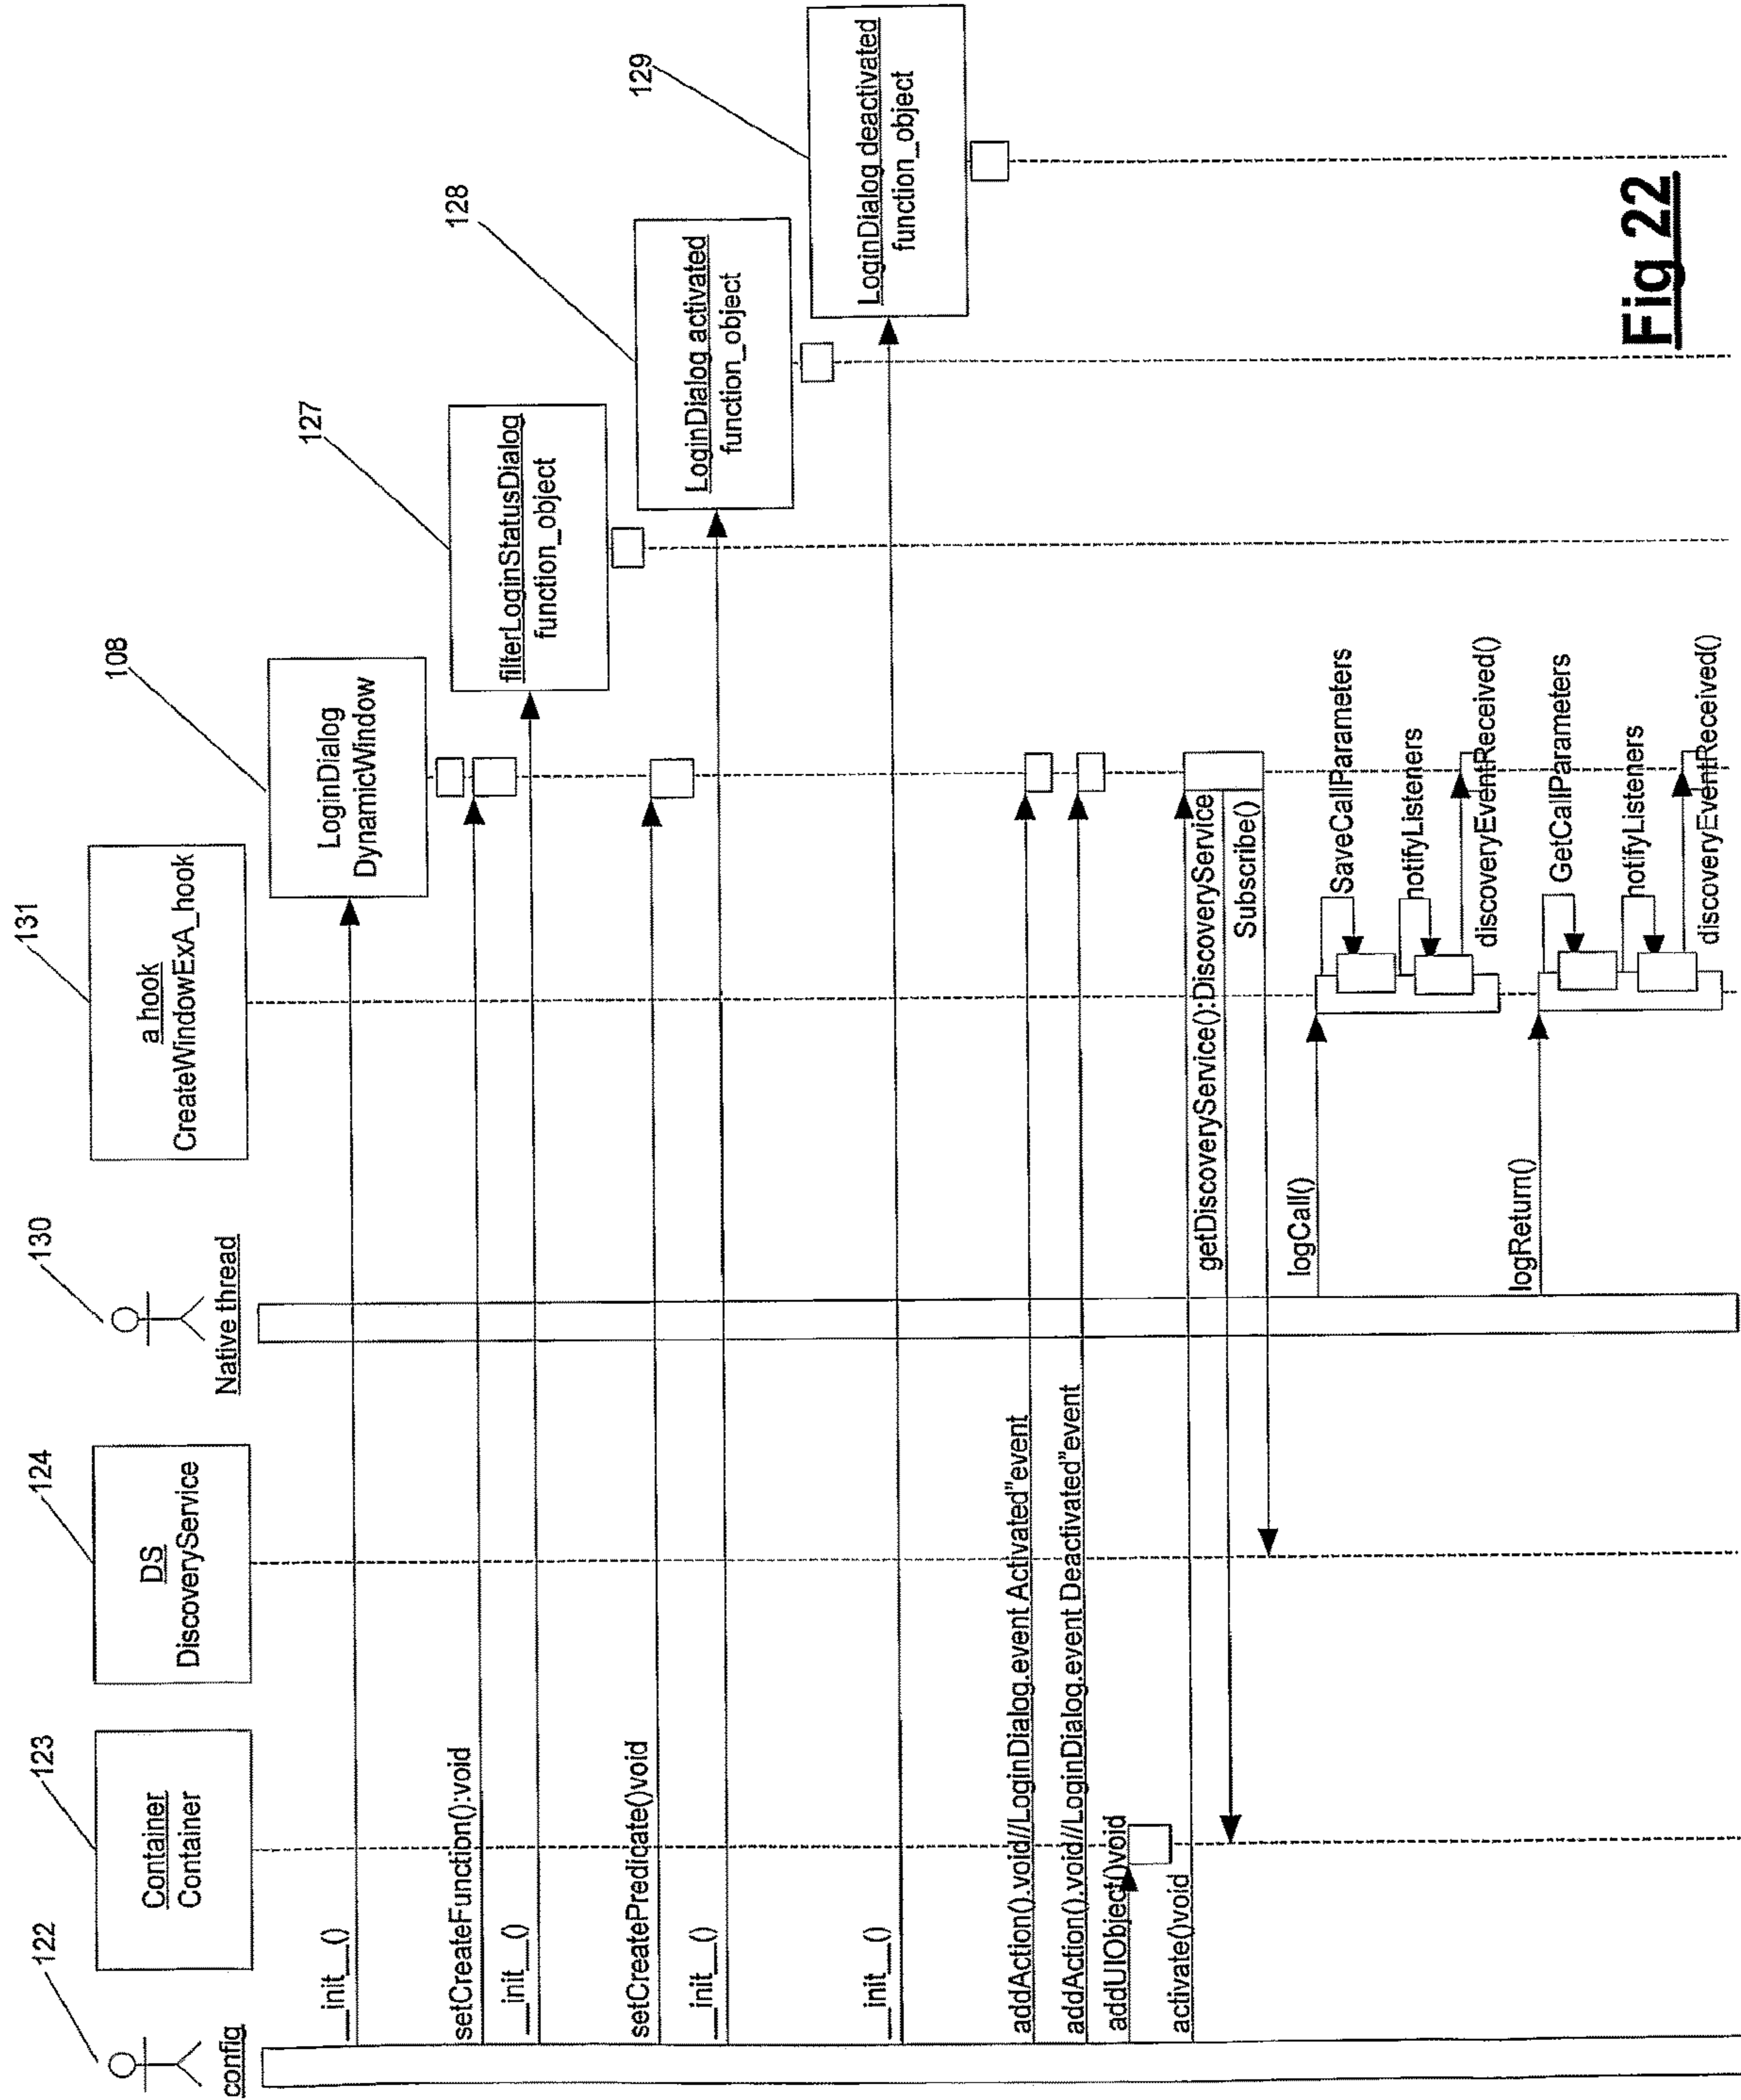 122
config
123
Container
Container
124
DS
DiscoveryService
130
Native thread
131
a hook
CreateWindowExA_hook
108
LoginDialog
DynamicWindow
127
filterLoginStatusDialog
function_object
128
LoginDialog activated
function_object
129
LoginDialog deactivated
function_object
__init__()
setCreateFunction():void
__init__()
setCreatePredicate()void
__init__()
__init__()
addAction().void//LoginDialog.event Activated"event
addAction().void//LoginDialog.event Deactivated"event
addUIObject()void
activate()void
getDiscoveryService():DiscoveryService
Subscribe()
logCall()
SaveCallParameters
notifyListeners
discoveryEventReceived()
logReturn()
GetCallParameters
notifyListeners
discoveryEventReceived()
Fig 22